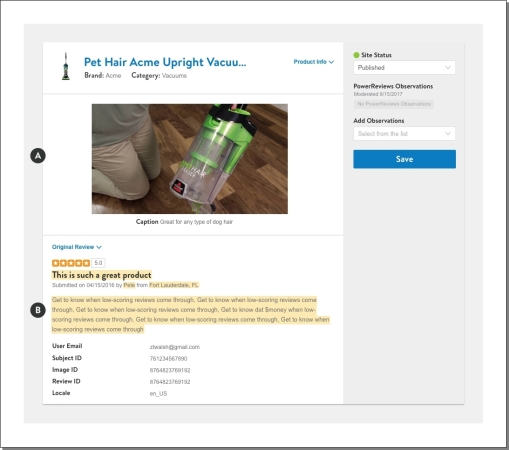 Pet Hair Acme Upright Vacuu...
Product Info
Brand: Acme Category: Vacuums
A
Caption Great for any type of dog hair
Original Review
5.0
This is such a great product
Submitted on 04/15/2016 by Pete from Fort Lauderdale, FL
B
Get to know when low-scoring reviews come through, Get to know when low-scoring reviews come
through, Get to know when low-scoring reviews come through, Get to know dat $money when low-
scoring reviews come through, Get to know when low-scoring reviews come through, Get to know when
low-scoring reviews come through
User Email ztwalsh@gmail.com
Subject ID 761234567890
Image ID 8764823769192
Review ID 8764823769192
Locale en_US
Site Status
Published
PowerReviews Observations
Moderated 9/15/2017
No PowerReviews Observations
Add Observations
Select from the list
Save